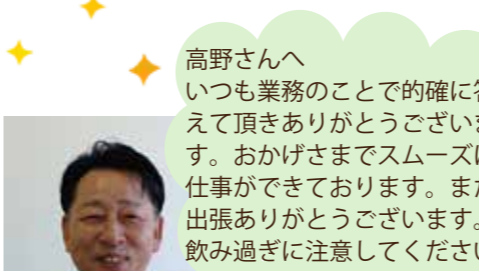 高野さんへ
いつも業務のことで的確に
えて頂きありがとうござい
す。おかげさまでスムーズ
仕事ができております。ま
出張ありがとうございます。
飲み過ぎに注意してください